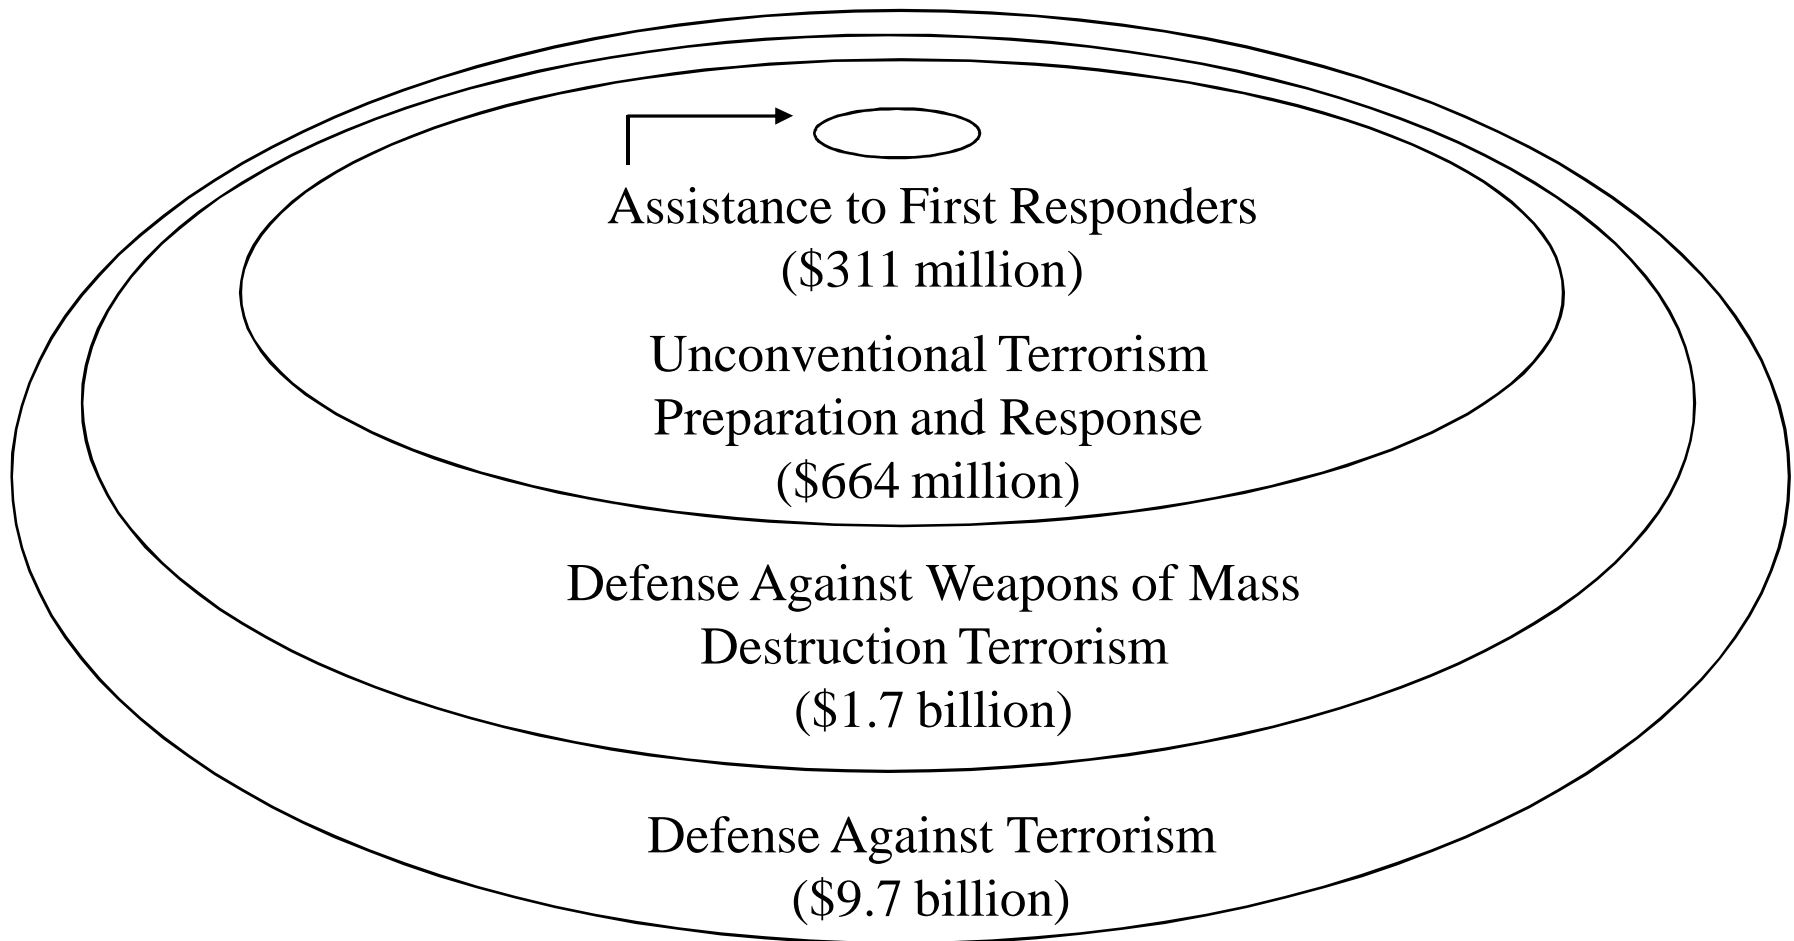 Assistance to First Responders
($311 million)
Unconventional Terrorism
Preparation and Response
($664 million)
Defense Against Weapons of Mass
Destruction Terrorism
($1.7 billion)
Defense Against Terrorism
($9.7 billion)